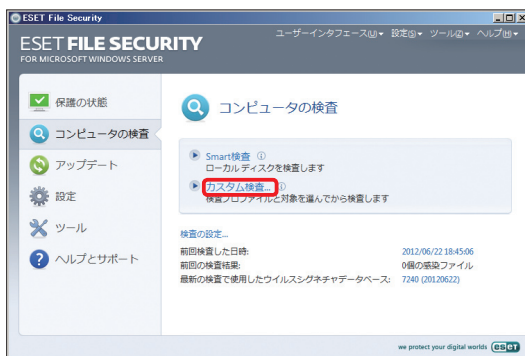 ESET File Security
ESET FILE SECURITY
FOR MICROSOFT WINDOWS SERVER
ユーザーインタフェース(U)▾ 設定(S)▾ ツール(Z)▾ ヘルプ(H)▾
保護の状態
コンピュータの検査
アップデート
設定
ツール
ヘルプとサポート
コンピュータの検査
Smart検査
ローカル ディスクを検査します
カスタム検査...
検査プロファイルと対象を選んでから検査します
検査の設定...
前回検査した日時: 2012/06/22 18:45:06
前回の検査結果: 0個の感染ファイル
最新の検査で使用したウイルスシグネチャデータベース: 7240 (20120622)
we protect your digital worlds eset